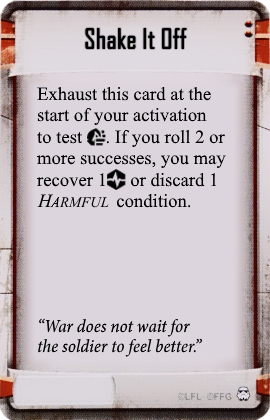 Shake It Off
Exhaust this card at the
start of your activation
to test . If you roll 2 or
more successes, you may
recover 1 or discard 1
HARMFUL condition.
“War does not wait for
the soldier to feel better.”
©LFL ©FFG